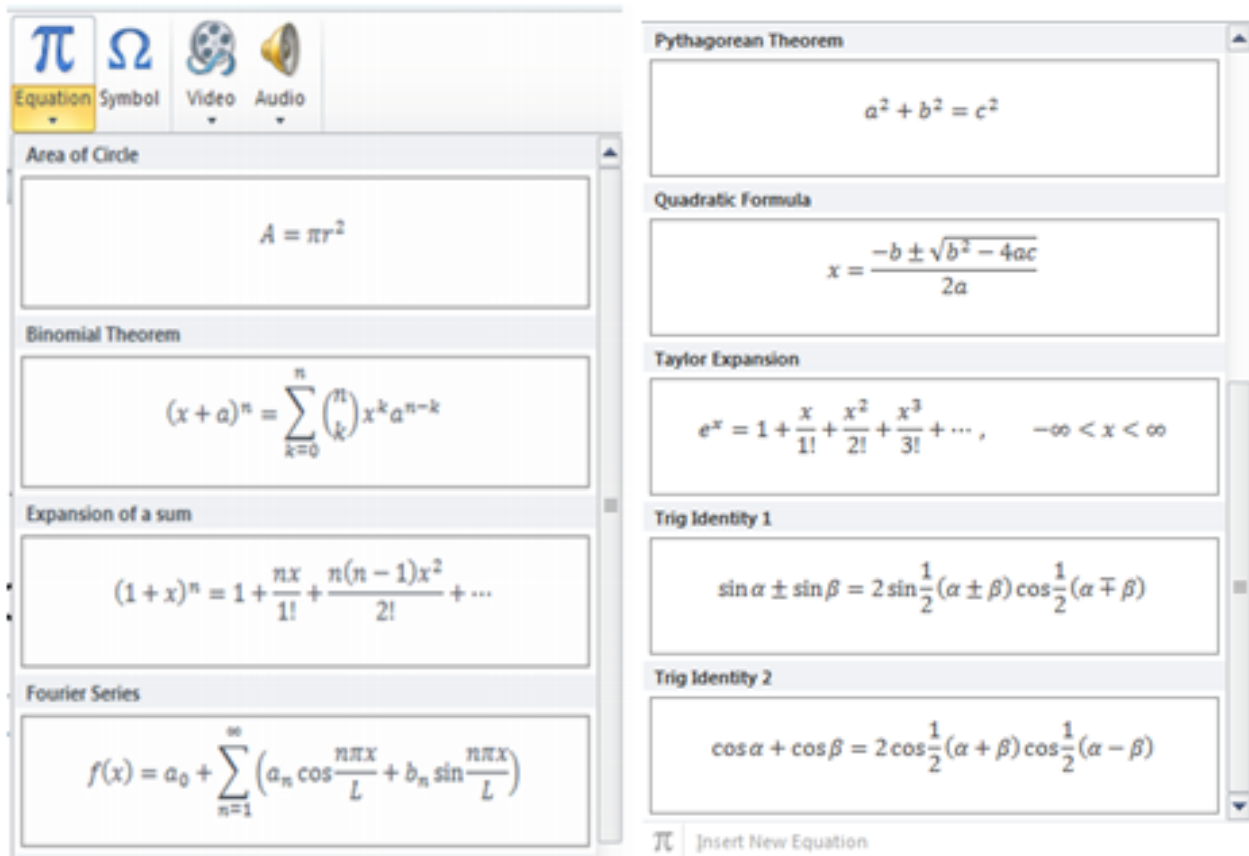 π Ω
Equation Symbol Video Audio
Area of Circle
A = πr²
Binomial Theorem
(x + a)ⁿ = ∑_{k=0}^{n} (n k) xᵏaⁿ⁻ᵏ
Expansion of a sum
(1 + x)ⁿ = 1 + nx/1! + n(n − 1)x²/2! + ⋯
Fourier Series
f(x) = a₀ + ∑_{n=1}^{∞} (aₙ cos nπx/L + bₙ sin nπx/L)
Pythagorean Theorem
a² + b² = c²
Quadratic Formula
x = (−b ± √(b² − 4ac))/2a
Taylor Expansion
eˣ = 1 + x/1! + x²/2! + x³/3! + ⋯ , −∞ < x < ∞
Trig Identity 1
sin α ± sin β = 2 sin 1/2 (α ± β) cos 1/2 (α ∓ β)
Trig Identity 2
cos α + cos β = 2 cos 1/2 (α + β) cos 1/2 (α − β)
π Insert New Equation